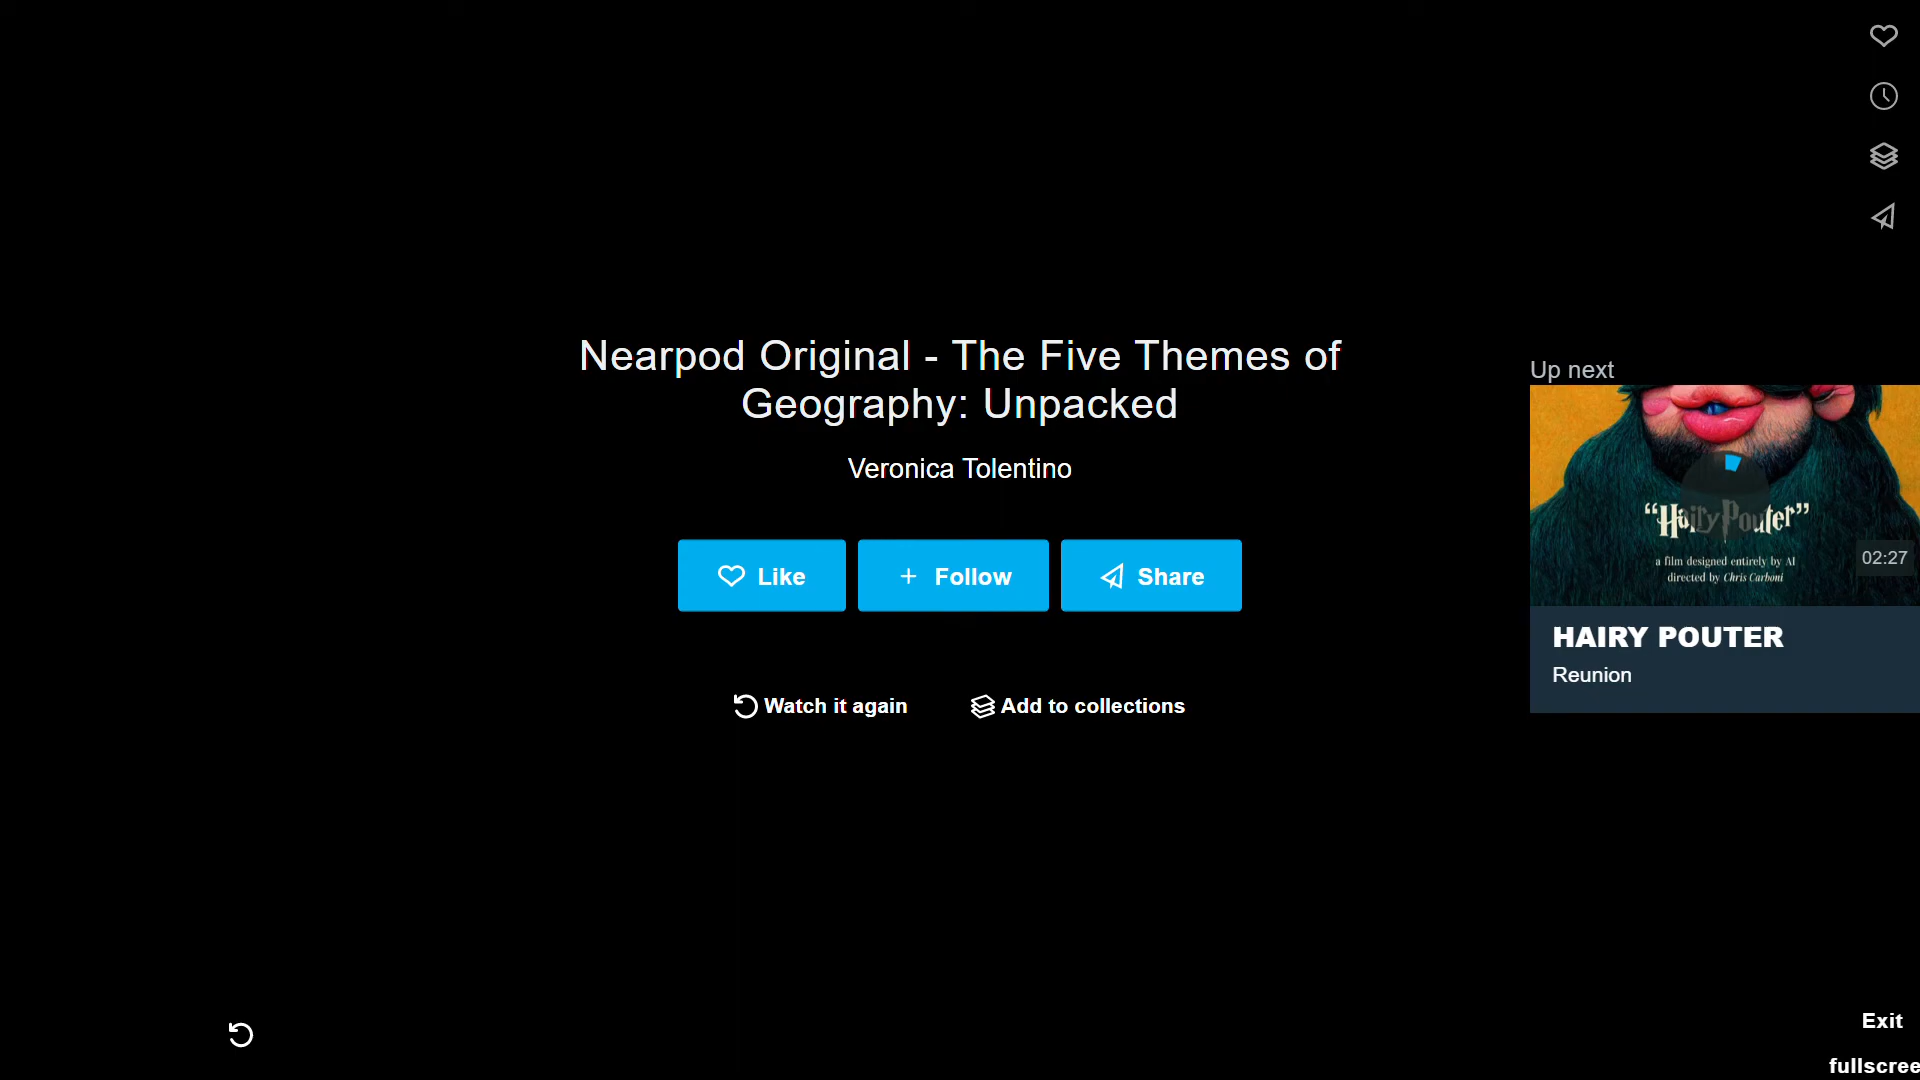 Nearpod Original - The Five Themes of
Geography: Unpacked
Veronica Tolentino
Like
Follow
Share
Watch it again
Add to collections
Up next
“Hairy Pouter”
a film designed entirely by AI
directed by Chris Carboni
02:27
HAIRY POUTER
Reunion
Exit
fullscree